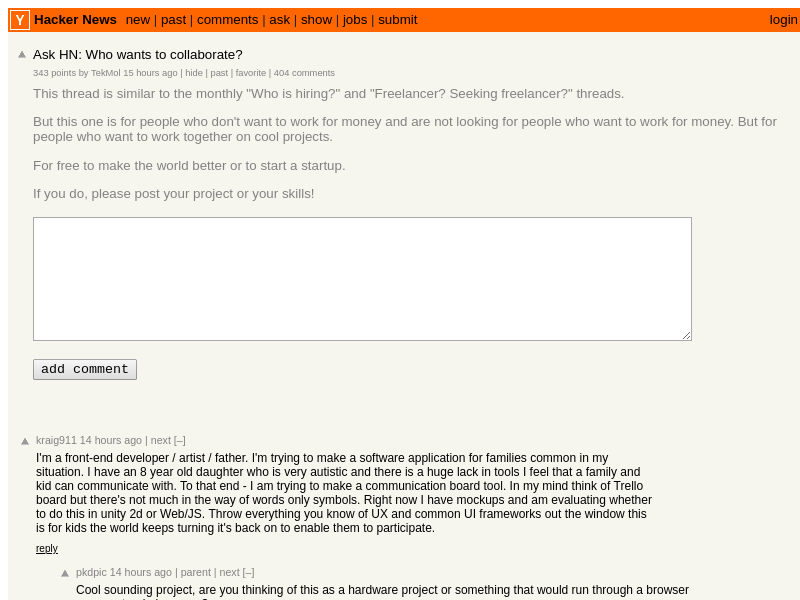 Y Hacker News new | past | comments | ask | show | jobs | submit login
Ask HN: Who wants to collaborate?
343 points by TekMol 15 hours ago | hide | past | favorite | 404 comments
This thread is similar to the monthly "Who is hiring?" and "Freelancer? Seeking freelancer?" threads.
But this one is for people who don't want to work for money and are not looking for people who want to work for money. But for
people who want to work together on cool projects.
For free to make the world better or to start a startup.
If you do, please post your project or your skills!
add comment
kraig911 14 hours ago | next [–]
I'm a front-end developer / artist / father. I'm trying to make a software application for families common in my
situation. I have an 8 year old daughter who is very autistic and there is a huge lack in tools I feel that a family and
kid can communicate with. To that end - I am trying to make a communication board tool. In my mind think of Trello
board but there's not much in the way of words only symbols. Right now I have mockups and am evaluating whether
to do this in unity 2d or Web/JS. Throw everything you know of UX and common UI frameworks out the window this
is for kids the world keeps turning it's back on to enable them to participate.
reply
pkdpic 14 hours ago | parent | next [–]
Cool sounding project, are you thinking of this as a hardware project or something that would run through a browser